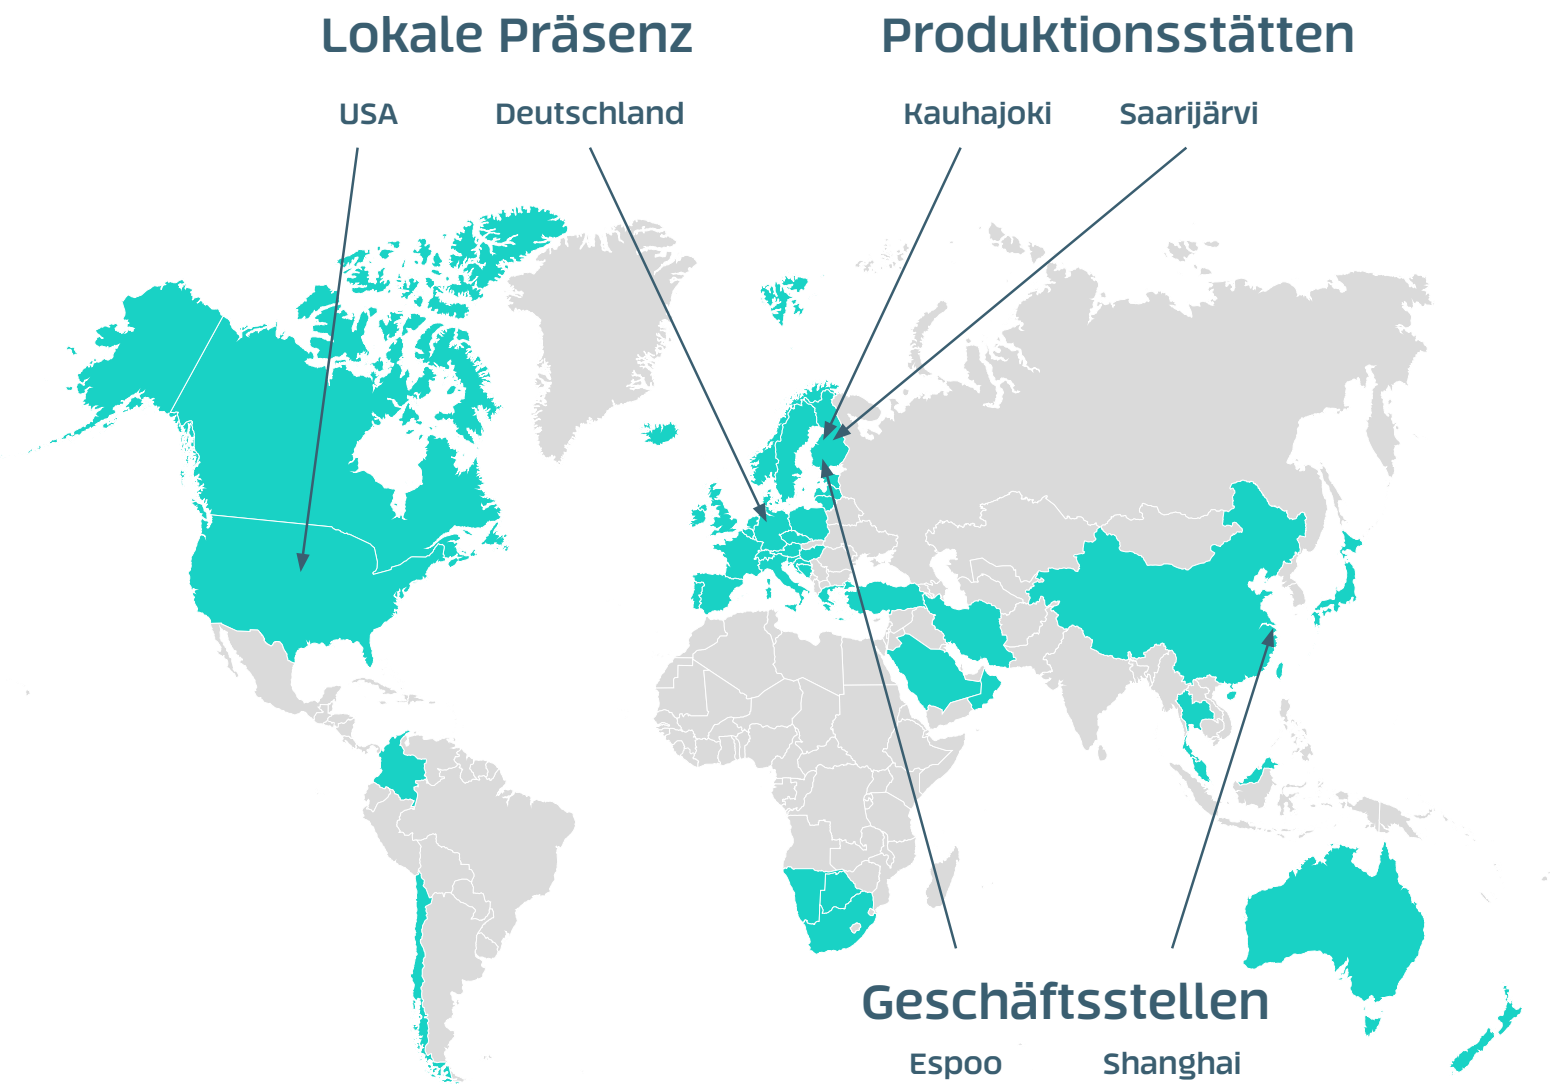 Lokale Präsenz
Produktionsstätten
USA
Deutschland
Kauhajoki
Saarijärvi
Geschäftsstellen
Espoo
Shanghai